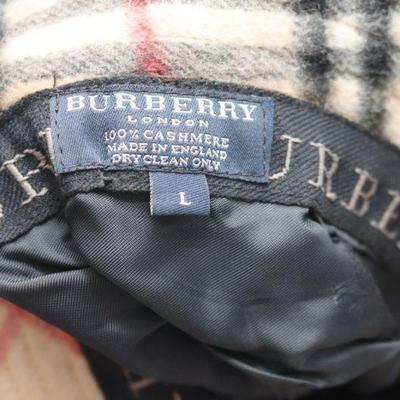 BURBERRY
LONDON
100% CASHMERE
MADE IN ENGLAND
DRY CLEAN ONLY
L